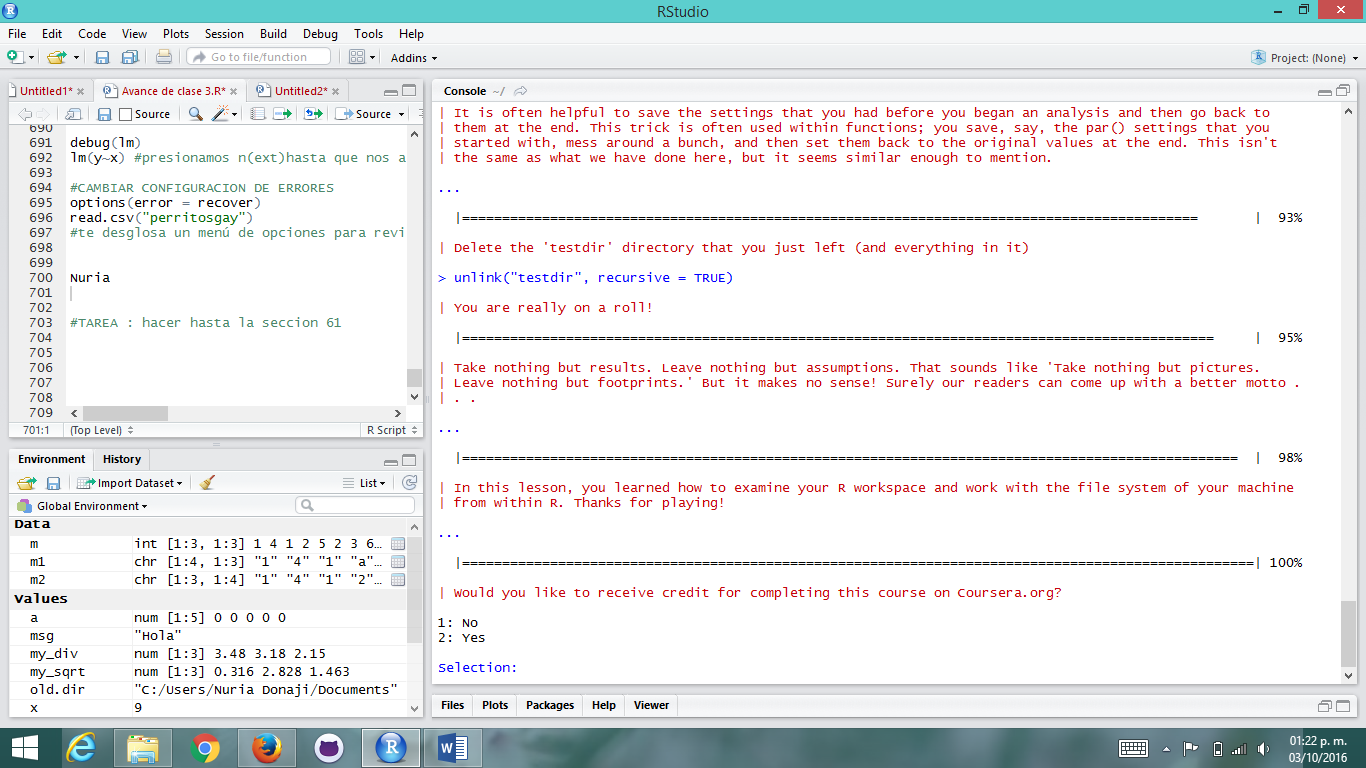 RStudio
File Edit Code View Plots Session Build Debug Tools Help
Go to file/function Addins Project: (None)
Untitled1* Avance de clase 3.R* Untitled2*
Source Source
690
691 debug(lm)
692 lm(y~x) #presionamos n(ext)hasta que nos a
693
694 #CAMBIAR CONFIGURACION DE ERRORES
695 options(error = recover)
696 read.csv("perritosgay")
697 #te desglosa un menú de opciones para revi
698
699
700 Nuria
701
702
703 #TAREA : hacer hasta la seccion 61
704
705
706
707
708
709
701:1 (Top Level) R Script
Environment History
Import Dataset List
Global Environment
Data
m int [1:3, 1:3] 1 4 1 2 5 2 3 6…
m1 chr [1:4, 1:3] "1" "4" "1" "a"…
m2 chr [1:3, 1:4] "1" "4" "1" "2"…
Values
a num [1:5] 0 0 0 0 0
msg "Hola"
my_div num [1:3] 3.48 3.18 2.15
my_sqrt num [1:3] 0.316 2.828 1.463
old.dir "C:/Users/Nuria Donaji/Documents"
x 9
Console ~/
| It is often helpful to save the settings that you had before you began an analysis and then go back to
| them at the end. This trick is often used within functions; you save, say, the par() settings that you
| started with, mess around a bunch, and then set them back to the original values at the end. This isn't
| the same as what we have done here, but it seems similar enough to mention.
...
|============================================================================================ | 93%
| Delete the 'testdir' directory that you just left (and everything in it)
> unlink("testdir", recursive = TRUE)
| You are really on a roll!
|============================================================================================== | 95%
| Take nothing but results. Leave nothing but assumptions. That sounds like 'Take nothing but pictures.
| Leave nothing but footprints.' But it makes no sense! Surely our readers can come up with a better motto .
| . .
...
|================================================================================================= | 98%
| In this lesson, you learned how to examine your R workspace and work with the file system of your machine
| from within R. Thanks for playing!
...
|===================================================================================================| 100%
| Would you like to receive credit for completing this course on Coursera.org?
1: No
2: Yes
Selection:
Files Plots Packages Help Viewer
01:22 p. m.
03/10/2016